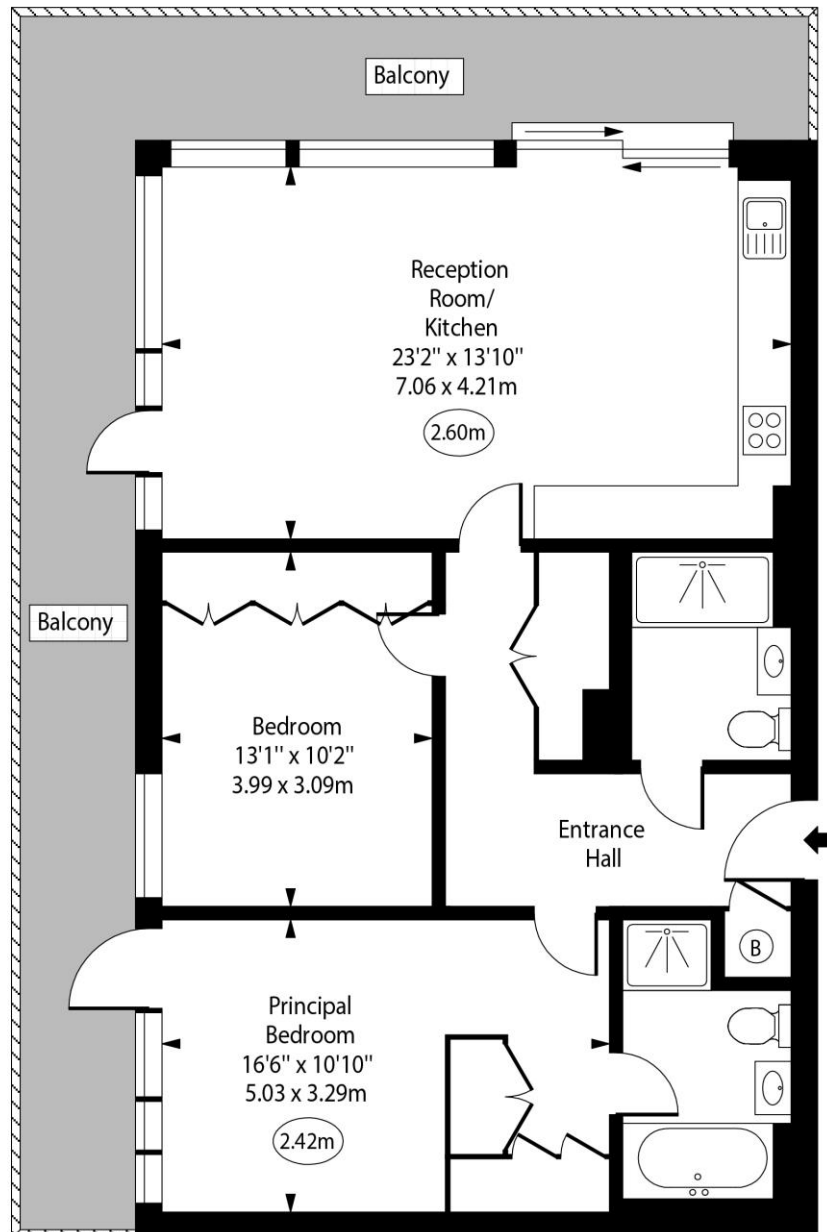 Balcony
Reception
Room/
Kitchen
23'2" x 13'10"
7.06 x 4.21m
2.60m
Balcony
Bedroom
13'1" x 10'2"
3.99 x 3.09m
Entrance
Hall
B
Principal
Bedroom
16'6" x 10'10"
5.03 x 3.29m
2.42m